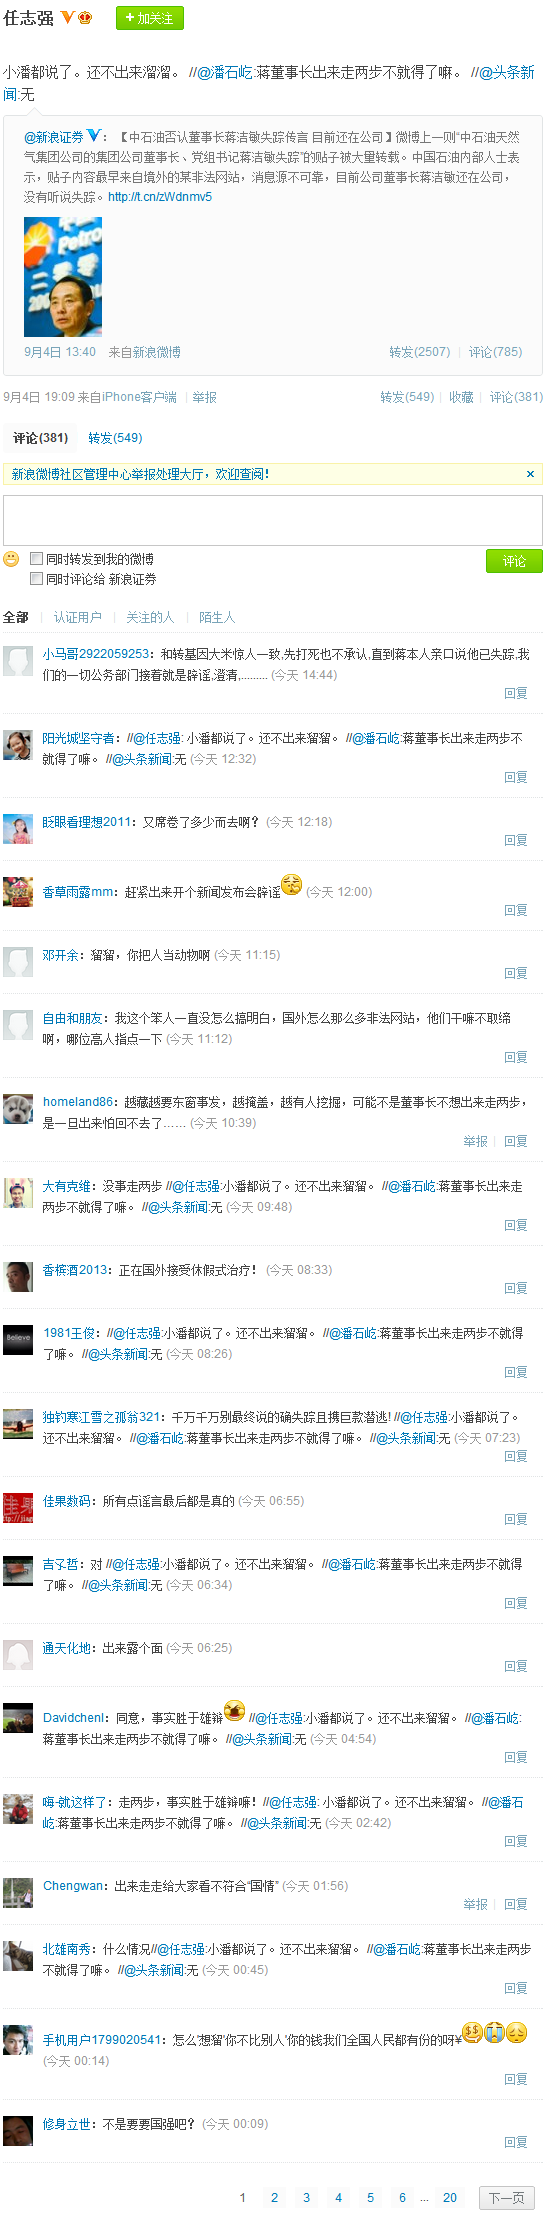 任志强
+ 加关注
小潘都说了。还不出来溜溜。 //@潘石屹:蒋董事长出来走两步不就得了嘛。 //@头条新
闻:无
@新浪证券 : 【中石油否认董事长蒋洁敏失踪传言 目前还在公司】微博上一则“中石油天然
气集团公司的集团公司董事长、党组书记蒋洁敏失踪”的贴子被大量转载。中国石油内部人士表
示，贴子内容最早来自境外的某非法网站，消息源不可靠，目前公司董事长蒋洁敏还在公司，
没有听说失踪。http://t.cn/zWdnmv5
Petro
9月4日 13:40 来自新浪微博 转发(2507) | 评论(785)
9月4日 19:09 来自iPhone客户端 | 举报 转发(549) | 收藏 | 评论(381)
评论(381) 转发(549)
新浪微博社区管理中心举报处理大厅，欢迎查阅! ×
同时转发到我的微博 评论
同时评论给 新浪证券
全部 | 认证用户 | 关注的人 | 陌生人
小马哥2922059253：和转基因大米惊人一致,先打死也不承认,直到蒋本人亲口说他已失踪,我
们的一切公务部门接着就是辟谣,澄清,......... (今天 14:44)
回复
阳光城坚守者：//@任志强: 小潘都说了。还不出来溜溜。 //@潘石屹:蒋董事长出来走两步不
就得了嘛。 //@头条新闻:无 (今天 12:32)
回复
眨眼看理想2011：又席卷了多少而去啊？ (今天 12:18)
回复
香草雨露mm：赶紧出来开个新闻发布会辟谣 (今天 12:00)
回复
邓开余：溜溜，你把人当动物啊 (今天 11:15)
回复
自由和朋友：我这个笨人一直没怎么搞明白，国外怎么那么多非法网站，他们干嘛不取缔
啊，哪位高人指点一下 (今天 11:12)
回复
homeland86：越藏越要东窗事发，越掩盖，越有人挖掘，可能不是董事长不想出来走两步，
是一旦出来怕回不去了…… (今天 10:39)
举报 | 回复
大有克维：没事走两步 //@任志强:小潘都说了。还不出来溜溜。 //@潘石屹:蒋董事长出来走
两步不就得了嘛。 //@头条新闻:无 (今天 09:48)
回复
香槟酒2013：正在国外接受休假式治疗！ (今天 08:33)
回复
Believe
1981王俊：//@任志强:小潘都说了。还不出来溜溜。 //@潘石屹:蒋董事长出来走两步不就得
了嘛。 //@头条新闻:无 (今天 08:26)
回复
独钓寒江雪之孤翁321：千万千万别最终说的确失踪且携巨款潜逃! //@任志强:小潘都说了。
还不出来溜溜。 //@潘石屹:蒋董事长出来走两步不就得了嘛。 //@头条新闻:无 (今天 07:23)
回复
佳果数码：所有点谣言最后都是真的 (今天 06:55)
回复
吉孓哲：对 //@任志强:小潘都说了。还不出来溜溜。 //@潘石屹:蒋董事长出来走两步不就得
了嘛。 //@头条新闻:无 (今天 06:34)
回复
通天化地：出来露个面 (今天 06:25)
回复
Davidchenl：同意，事实胜于雄辩 //@任志强:小潘都说了。还不出来溜溜。 //@潘石屹:
蒋董事长出来走两步不就得了嘛。 //@头条新闻:无 (今天 04:54)
回复
嗨-就这样了：走两步，事实胜于雄辩嘛！//@任志强: 小潘都说了。还不出来溜溜。 //@潘石
屹:蒋董事长出来走两步不就得了嘛。 //@头条新闻:无 (今天 02:42)
回复
Chengwan：出来走走给大家看不符合“国情” (今天 01:56)
举报 | 回复
北雄南秀：什么情况//@任志强:小潘都说了。还不出来溜溜。 //@潘石屹:蒋董事长出来走两步
不就得了嘛。 //@头条新闻:无 (今天 00:45)
回复
手机用户1799020541：怎么'想溜'你不比别人'你的钱我们全国人民都有份的呀¥
(今天 00:14)
回复
修身立世：不是要要国强吧？ (今天 00:09)
回复
1 2 3 4 5 6 ... 20 下一页